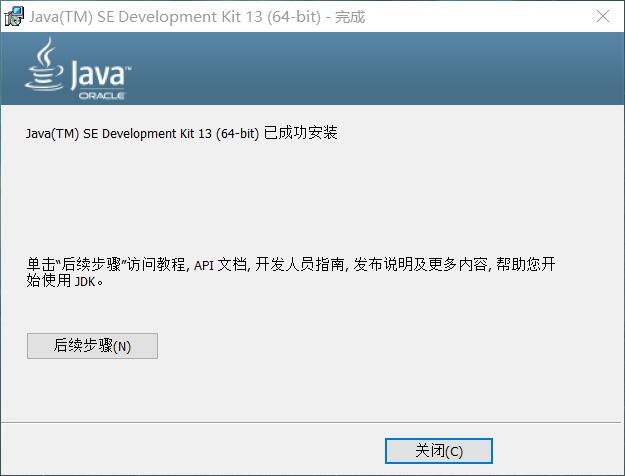 Java(TM) SE Development Kit 13 (64-bit) - 完成
Java™
ORACLE
Java(TM) SE Development Kit 13 (64-bit) 已成功安装
单击“后续步骤”访问教程, API 文档, 开发人员指南, 发布说明及更多内容, 帮助您开
始使用 JDK。
后续步骤(N)
关闭(C)